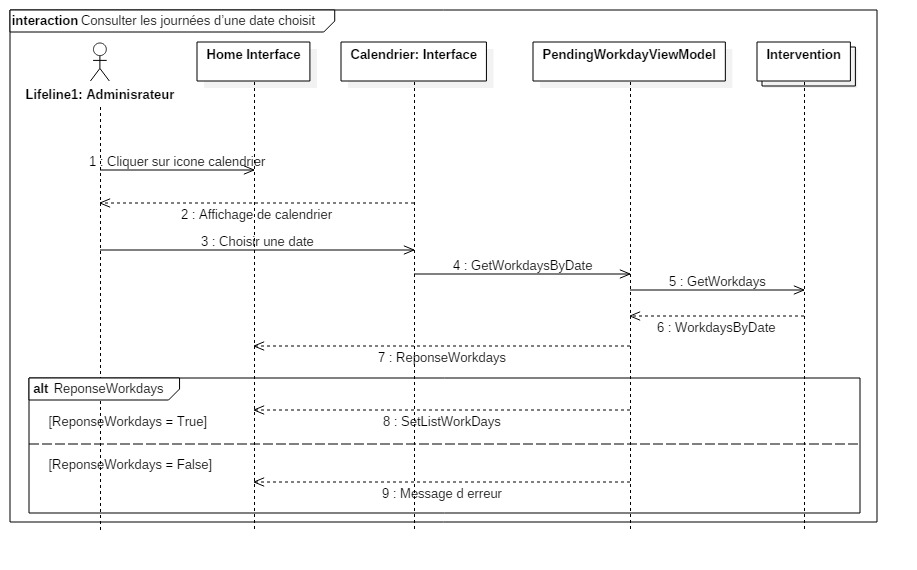 interaction Consulter les journées d'une date choisit
Home Interface
Calendrier: Interface
PendingWorkdayViewModel
Intervention
Lifeline1: Adminisrateur
1 : Cliquer sur icone calendrier
2 : Affichage de calendrier
3 : Choisir une date
4 : GetWorkdaysByDate
5 : GetWorkdays
6 : WorkdaysByDate
7 : ReponseWorkdays
alt ReponseWorkdays
[ReponseWorkdays = True]
8 : SetListWorkDays
[ReponseWorkdays = False]
9 : Message d erreur